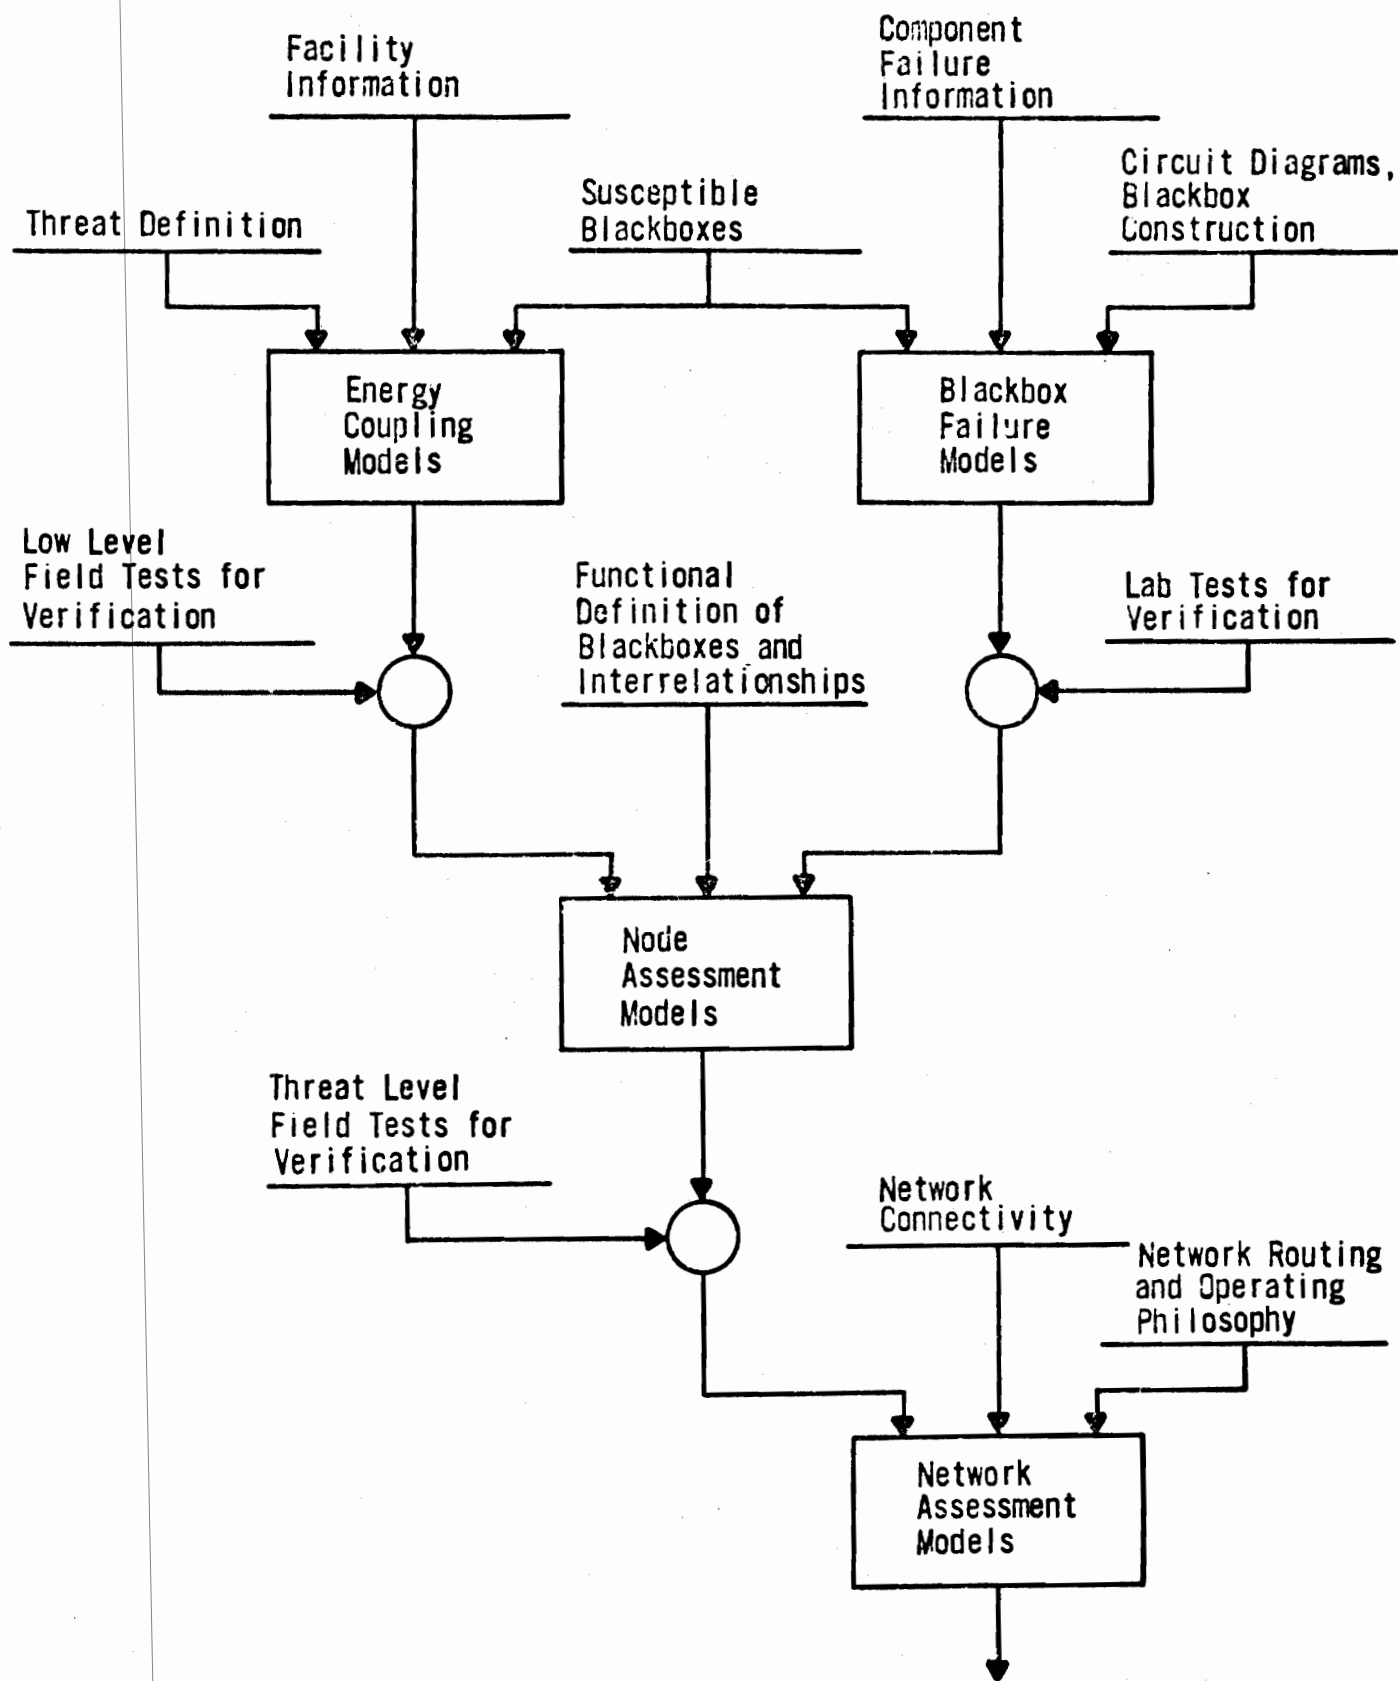 Facility
Information
Component
Failure
Information
Threat Definition
Susceptible
Blackboxes
Circuit Diagrams,
Blackbox
Construction
Energy
Coupling
Models
Blackbox
Failure
Models
Low Level
Field Tests for
Verification
Functional
Definition of
Blackboxes and
Interrelationships
Lab Tests for
Verification
Node
Assessment
Models
Threat Level
Field Tests for
Verification
Network
Connectivity
Network Routing
and Operating
Philosophy
Network
Assessment
Models